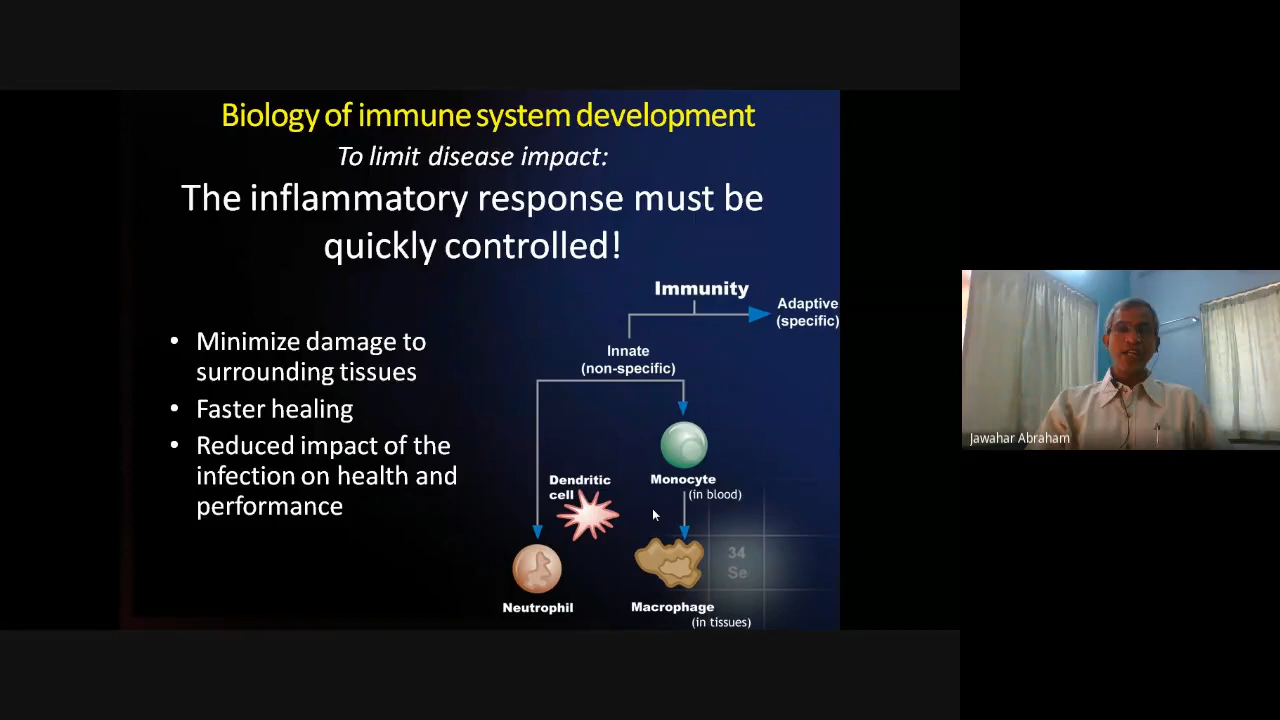 Biology of immune system development
To limit disease impact:
The inflammatory response must be
quickly controlled!
• Minimize damage to
surrounding tissues
• Faster healing
• Reduced impact of the
infection on health and
performance
Immunity
Adaptive
(specific)
Innate
(non-specific)
Dendritic
cell
Monocyte
(in blood)
34
Se
Neutrophil
Macrophage
(in tissues)
Jawahar Abraham